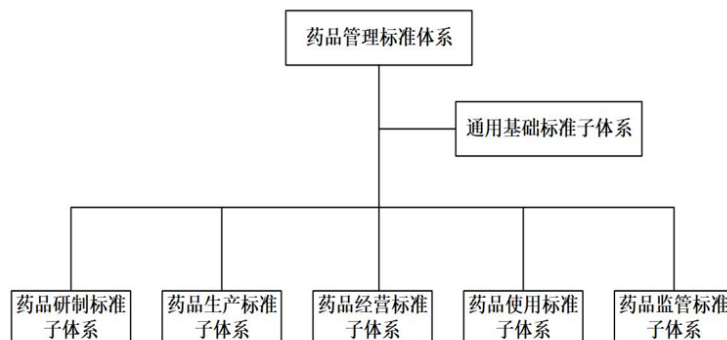 药品管理标准体系
通用基础标准子体系
药品研制标准
子体系
药品生产标准
子体系
药品经营标准
子体系
药品使用标准
子体系
药品监管标准
子体系